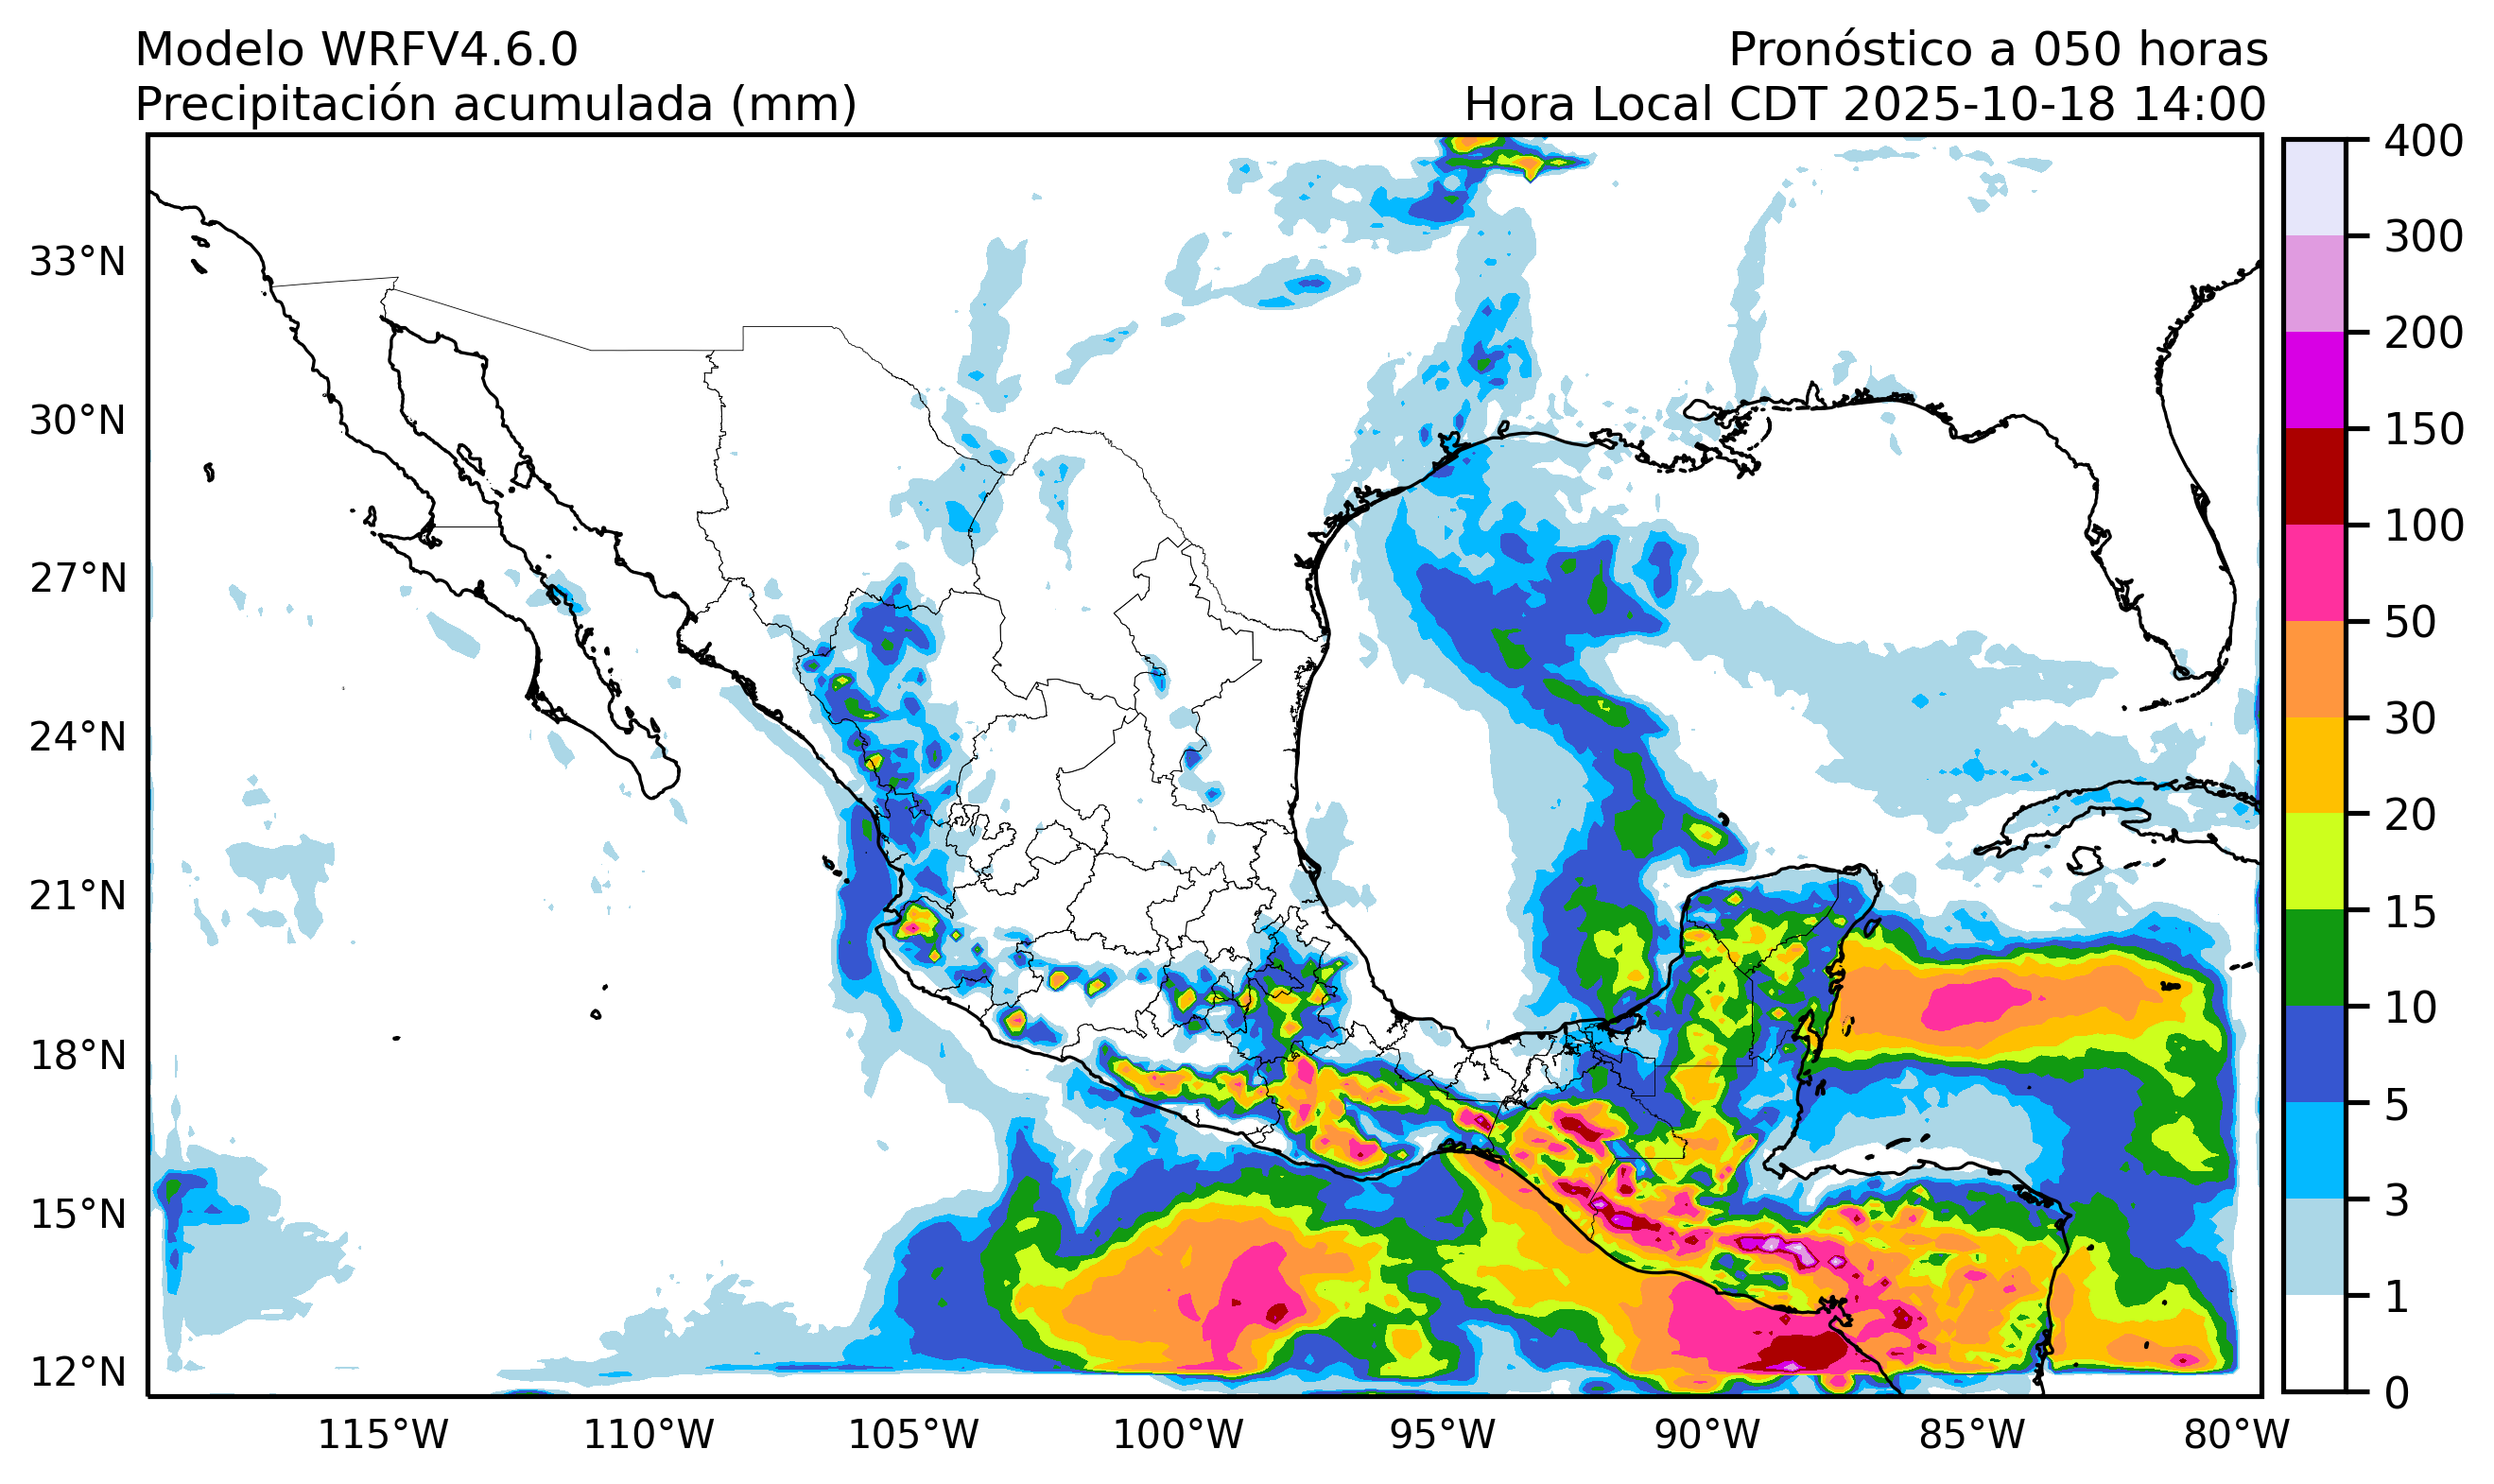 Modelo WRFV4.6.0
Precipitación acumulada (mm)
Pronóstico a 050 horas
Hora Local CDT 2025-10-18 14:00
33°N
30°N
27°N
24°N
21°N
18°N
15°N
12°N
115°W
110°W
105°W
100°W
95°W
90°W
85°W
80°W
400
300
200
150
100
50
30
20
15
10
5
3
1
0